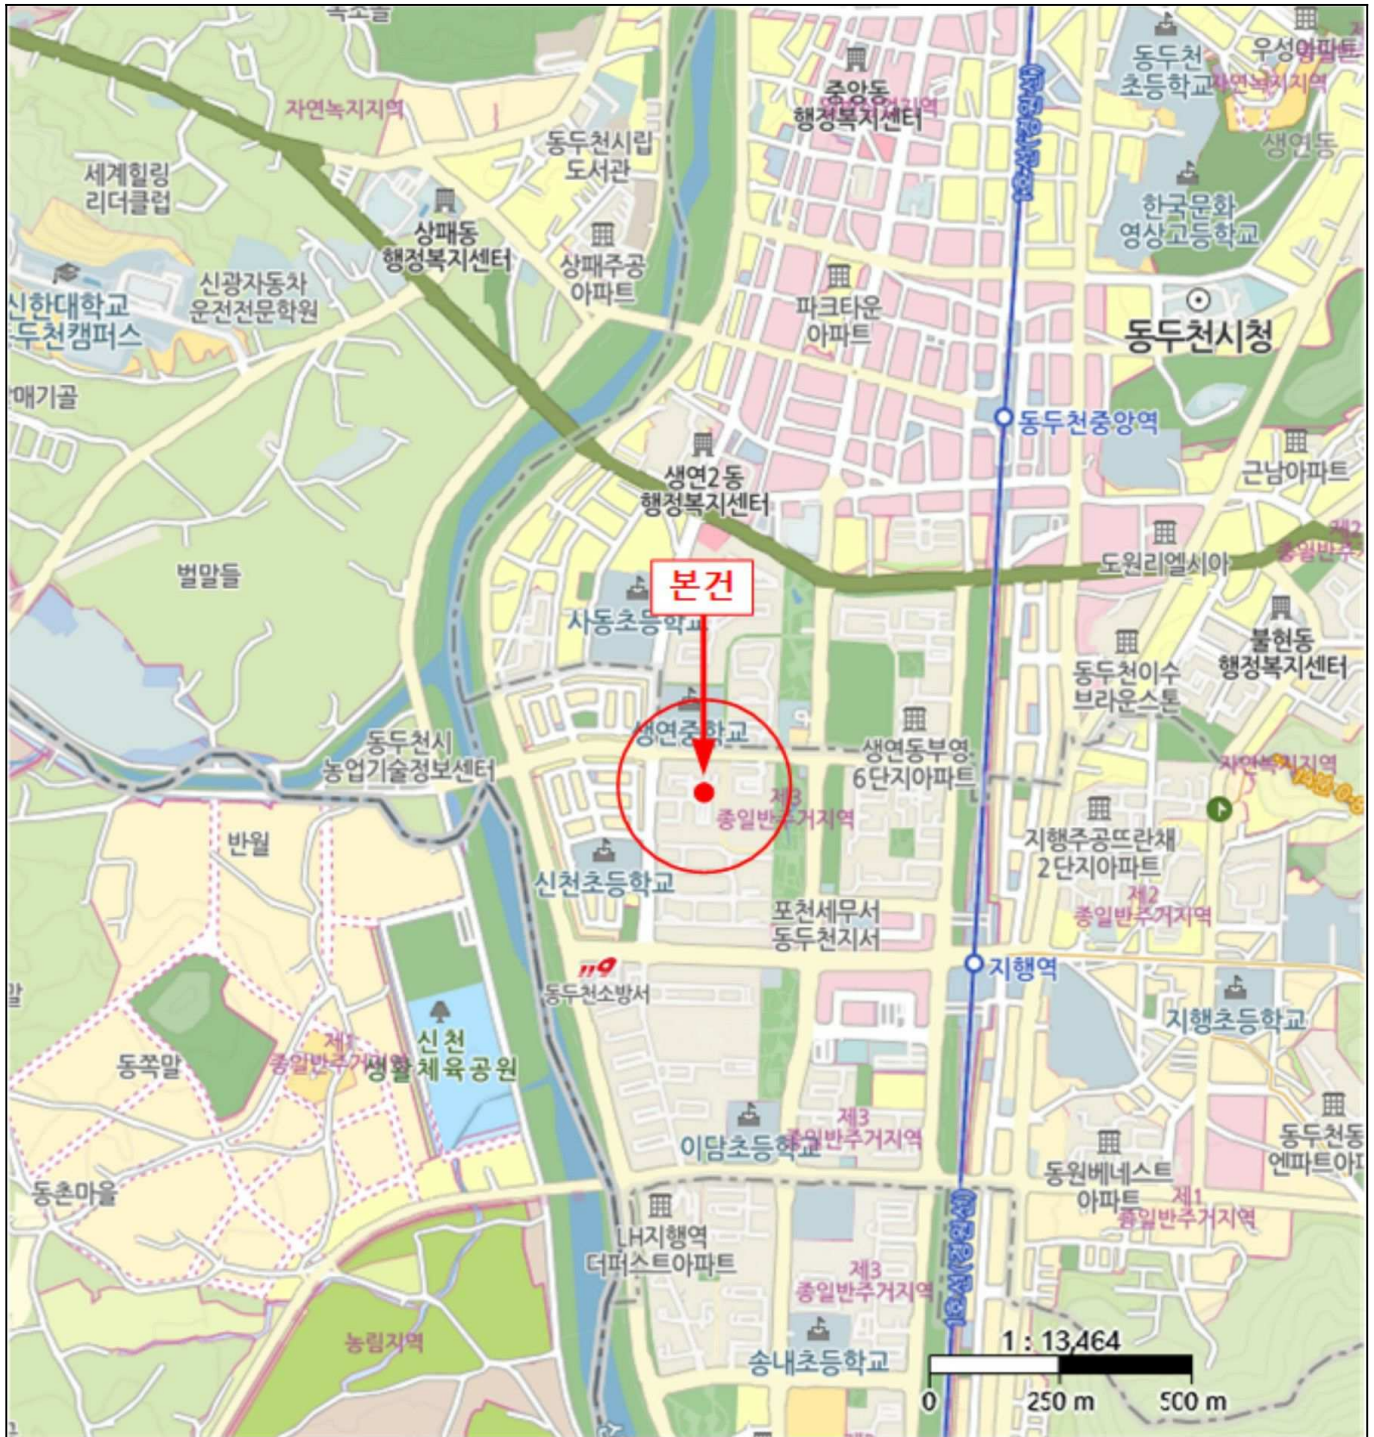 자연녹지지역
세계힐링
리더클럽
동두천시립
도서관
중앙동
행정복지센터
동두천
초등학교
자연녹지지역
생연동
상패동
행정복지센터
상패주공
아파트
신광자동차
운전전문학원
신한대학교
한국문화
영상고등학교
파크타운
아파트
동두천시청
동두천중앙역
근남아파트
생연2동
행정복지센터
도원리엘시아
벌말들
본건
사동초등학교
동두천이수
브라운스톤
불현동
행정복지센터
생연중학교
동두천시
농업기술정보센터
생연동부영
6단지아파트
자연녹지지역
제3
종일반주거지역
반월
지행주공뜨란채
2단지아파트
신천초등학교
제2
종일반주거지역
포천세무서
동두천지서
지행역
119
동두천소방서
지행초등학교
동쪽말
제1
종일반주거지역
신천
생활체육공원
제3
종일반주거지역
이담초등학교
동원베네스트
아파트
동두천동
제1
종일반주거지역
동촌마을
LH지행역
더퍼스트아파트
제3
종일반주거지역
1호선(경원선)
농림지역
송내초등학교
1 : 13,464
0 250 m 500 m